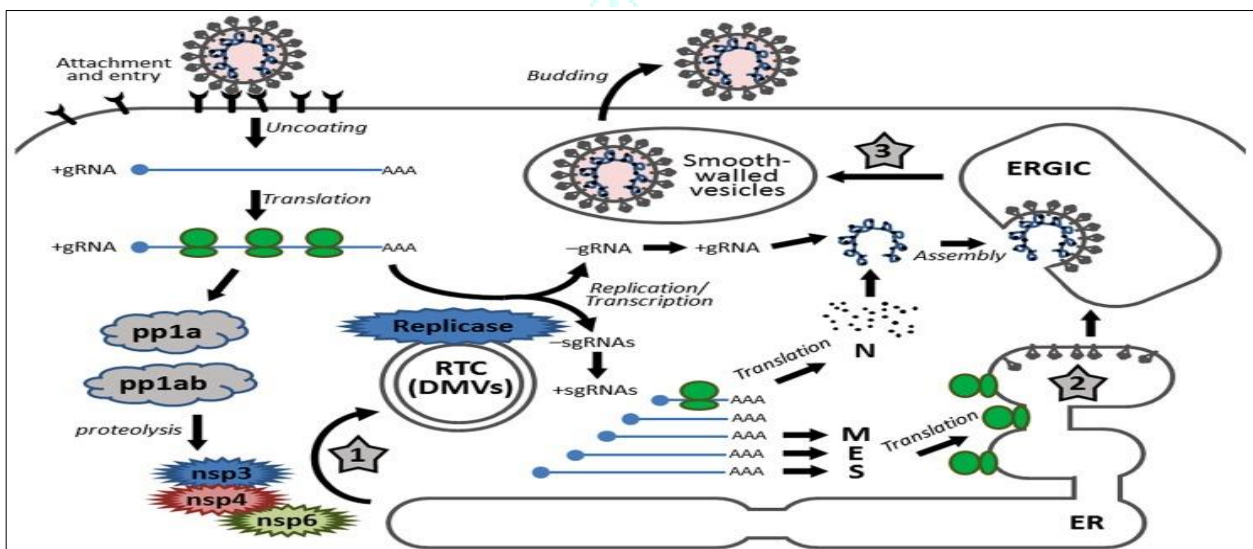 Attachment
and entry
Uncoating
+gRNA
AAA
Translation
+gRNA
AAA
pp1a
pp1ab
proteolysis
nsp3
nsp4
nsp6
1
Replicase
RTC
(DMVs)
Replication/
Transcription
–gRNA
+gRNA
–sgRNAs
+sgRNAs
AAA
AAA
AAA
AAA
AAA
M
E
S
Translation
N
Translation
Assembly
Budding
Smooth-
walled
vesicles
3
ERGIC
2
ER